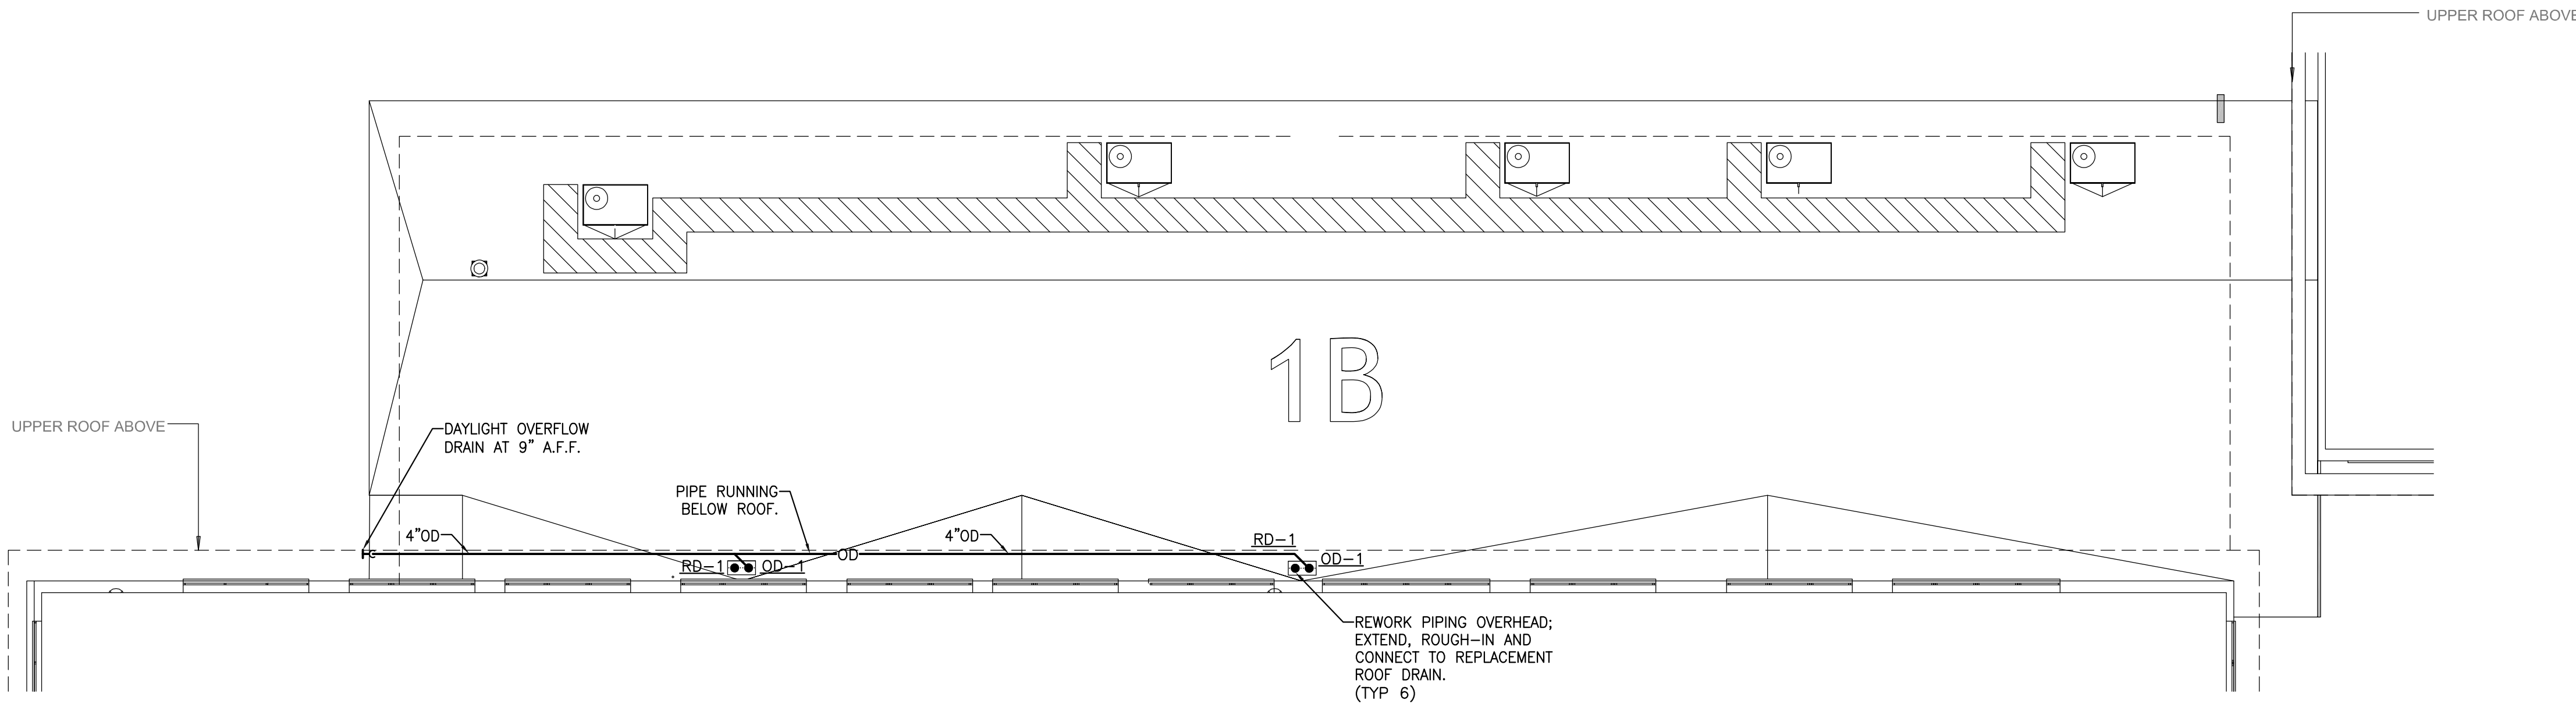 UPPER ROOF ABOVE
1B
UPPER ROOF ABOVE
DAYLIGHT OVERFLOW
DRAIN AT 9" A.F.F.
PIPE RUNNING
BELOW ROOF.
4"OD
4"OD
RD-1
OD
OD-1
RD-1
OD-1
REWORK PIPING OVERHEAD;
EXTEND, ROUGH-IN AND
CONNECT TO REPLACEMENT
ROOF DRAIN.
(TYP 6)